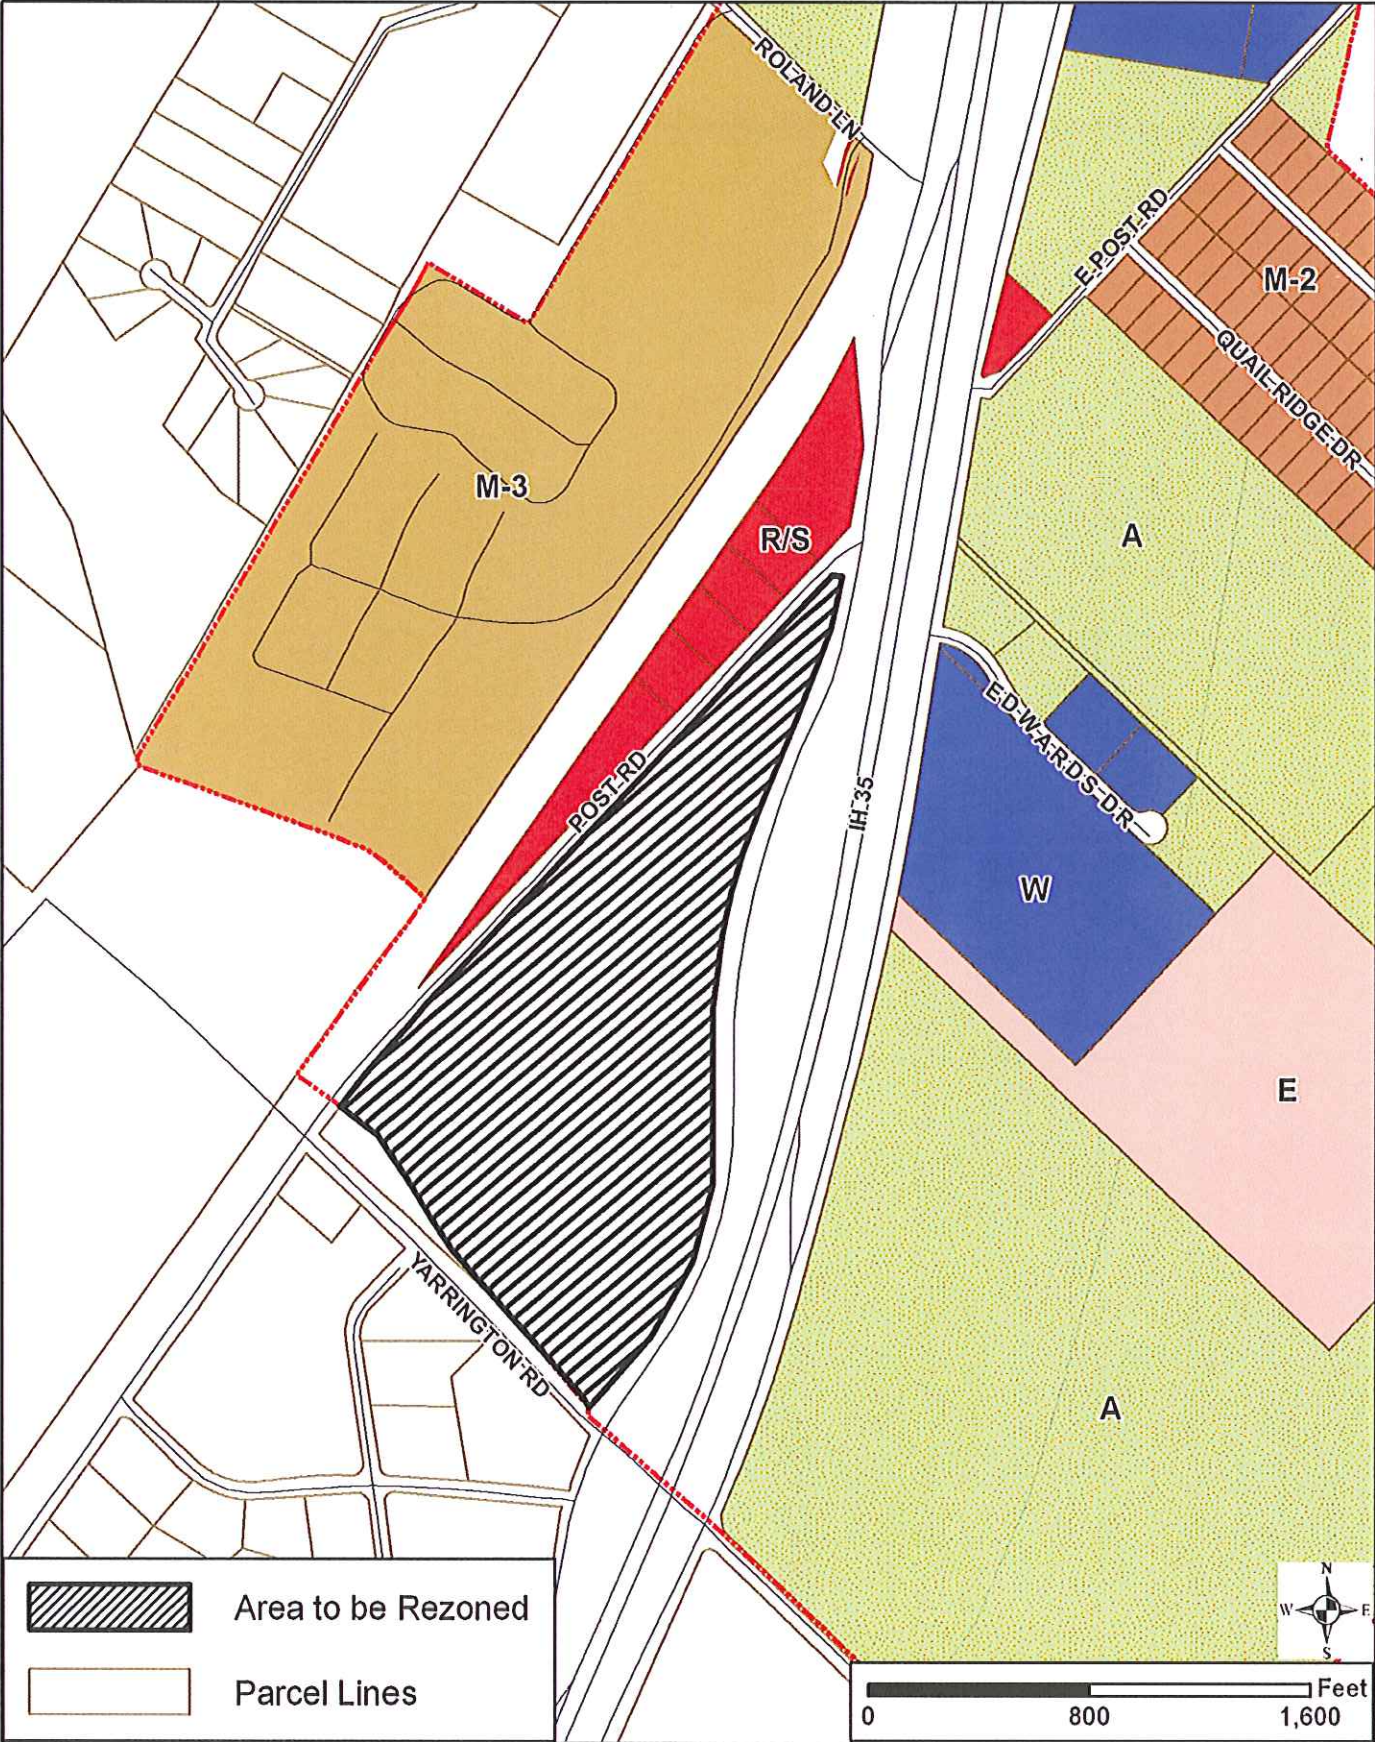 ROLAND LN
E POST RD
M-2
QUAIL RIDGE DR
M-3
R/S
A
EDWARDS DR
POST RD
IH 35
W
E
YARRINGTON RD
A
Area to be Rezoned
Parcel Lines
N
W E
S
Feet
0 800 1,600